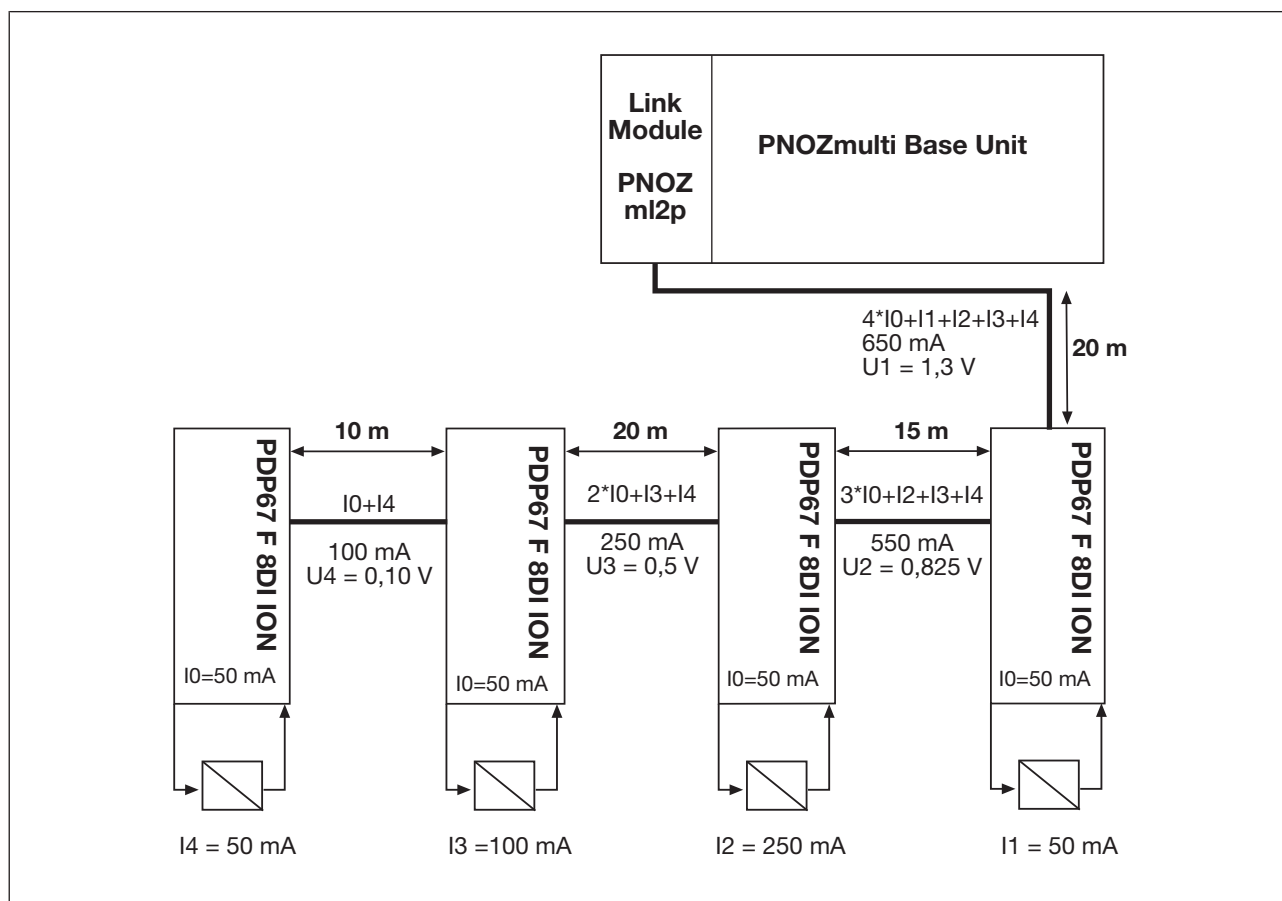 Link
Module
PNOZ
ml2p
PNOZmulti Base Unit
4*I0+I1+I2+I3+I4
650 mA
U1 = 1,3 V
20 m
10 m
20 m
15 m
PDP67 F 8DI ION
I0+I4
100 mA
U4 = 0,10 V
PDP67 F 8DI ION
2*I0+I3+I4
250 mA
U3 = 0,5 V
PDP67 F 8DI ION
3*I0+I2+I3+I4
550 mA
U2 = 0,825 V
PDP67 F 8DI ION
I0=50 mA
I0=50 mA
I0=50 mA
I0=50 mA
I4 = 50 mA
I3 =100 mA
I2 = 250 mA
I1 = 50 mA